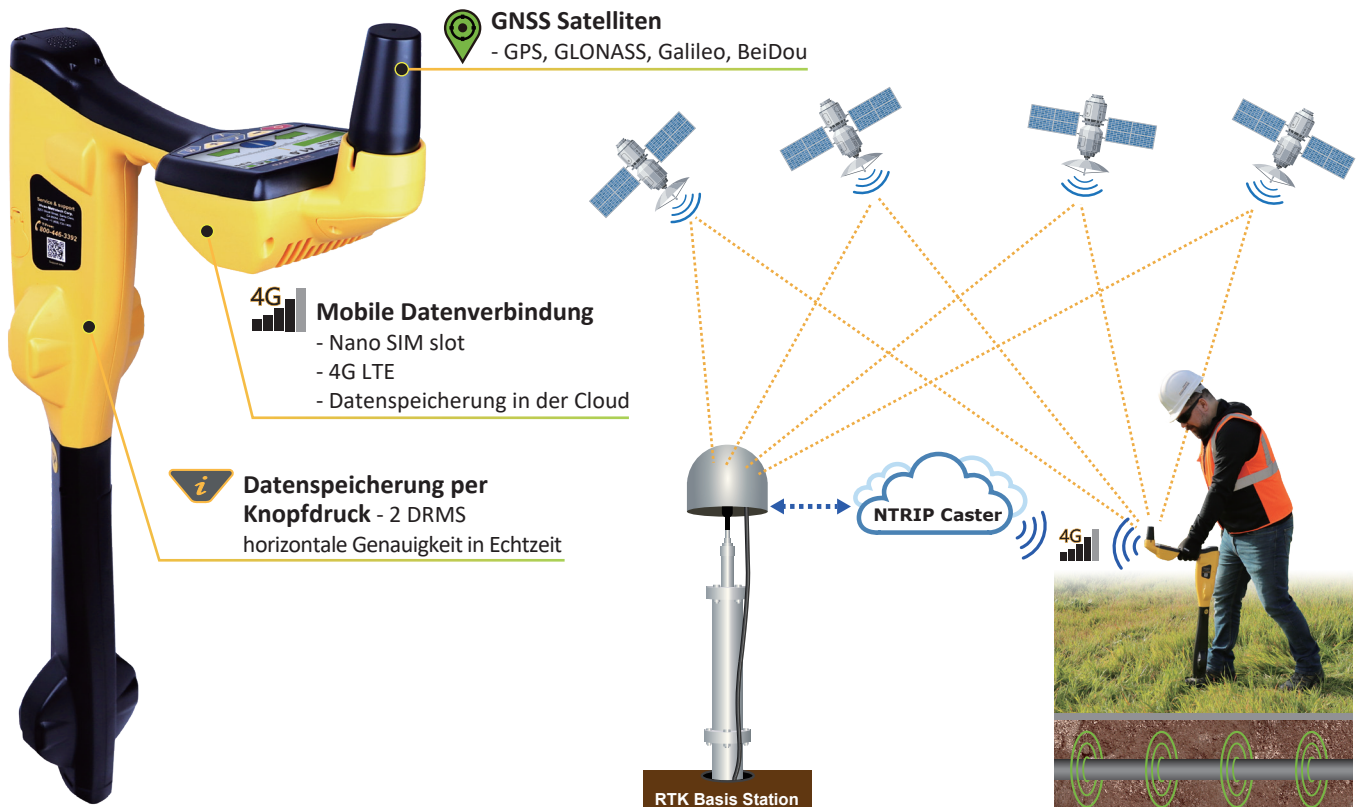 GNSS Satelliten
- GPS, GLONASS, Galileo, BeiDou
Service & support
800-446-3392
4G
Mobile Datenverbindung
- Nano SIM slot
- 4G LTE
- Datenspeicherung in der Cloud
i
Datenspeicherung per
Knopfdruck - 2 DRMS
horizontale Genauigkeit in Echtzeit
NTRIP Caster
4G
RTK Basis Station